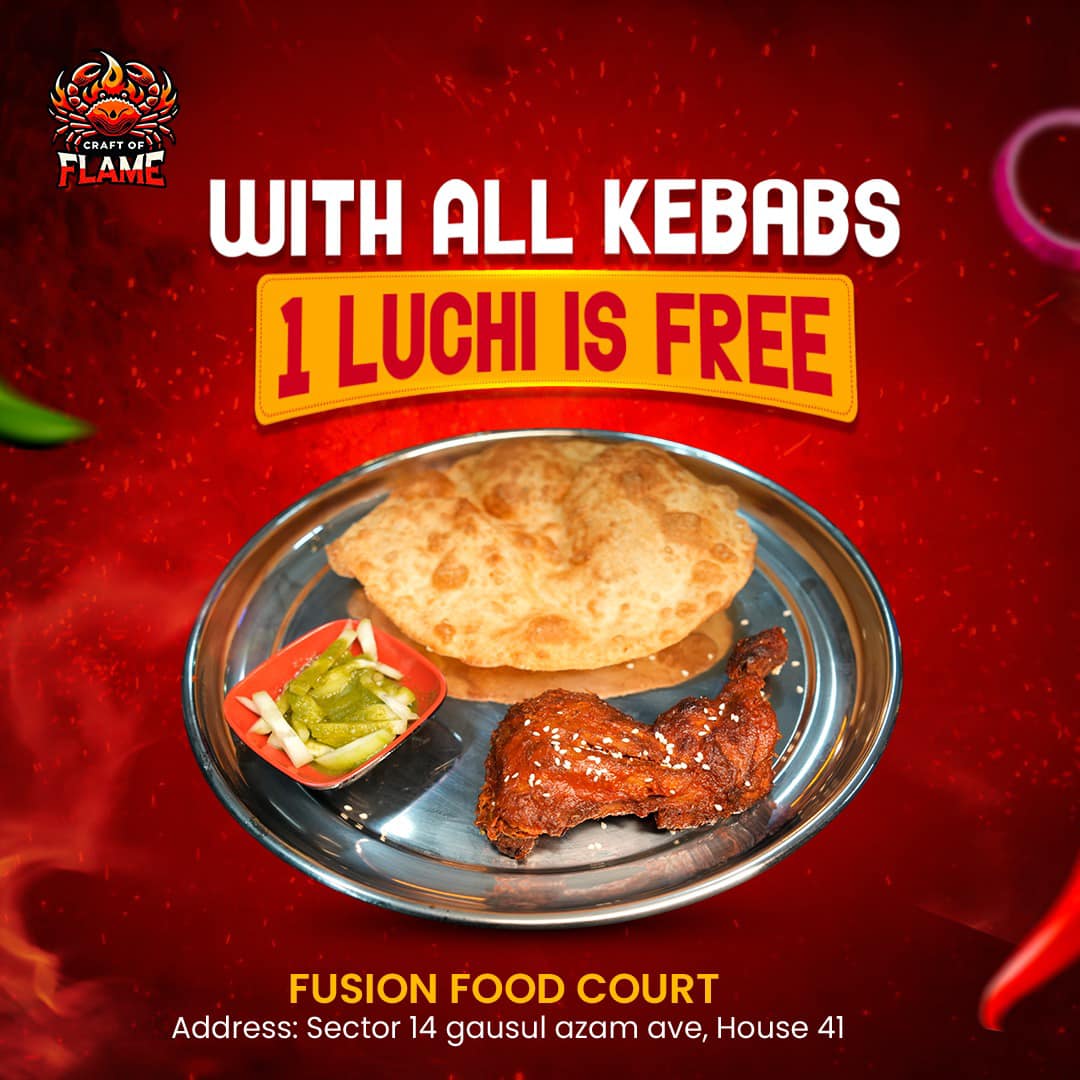 CRAFT OF
FLAME
WITH ALL KEBABS
1 LUCHI IS FREE
FUSION FOOD COURT
Address: Sector 14 gausul azam ave, House 41